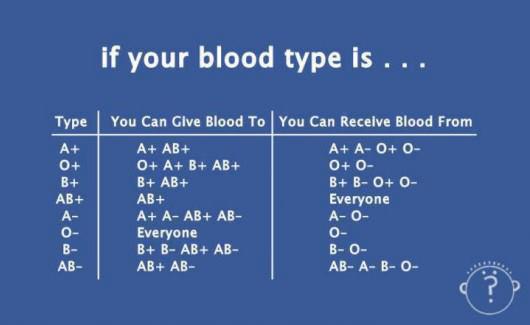 if your blood type is . . .
Type You Can Give Blood To You Can Receive Blood From
A+ A+ AB+ A+ A- O+ O-
O+ O+ A+ B+ AB+ O+ O-
B+ B+ AB+ B+ B- O+ O-
AB+ AB+ Everyone
A- A+ A- AB+ AB- A- O-
O- Everyone O-
B- B+ B- AB+ AB- B- O-
AB- AB+ AB- AB- A- B- O-
?